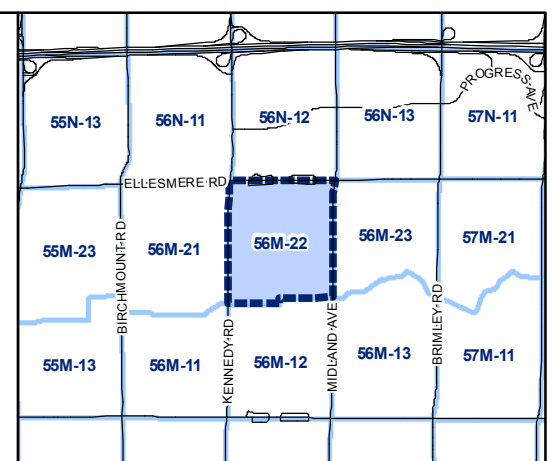 PROGRESS AVE
55N-13
56N-11
56N-12
56N-13
57N-11
ELLESMERE RD
55M-23
56M-21
56M-22
56M-23
57M-21
BIRCHMOUNT RD
KENNEDY RD
MIDLAND AVE
BRIMLEY RD
55M-13
56M-11
56M-12
56M-13
57M-11